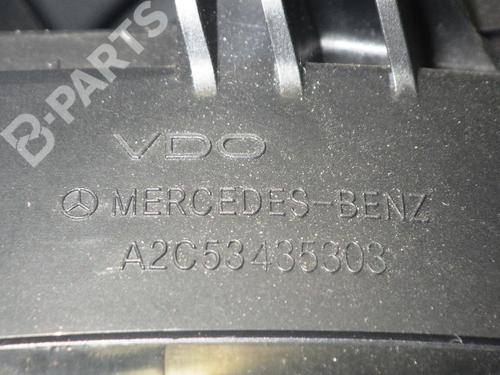 B-PARTS
VDO
MERCEDES-BENZ
A2C53435303